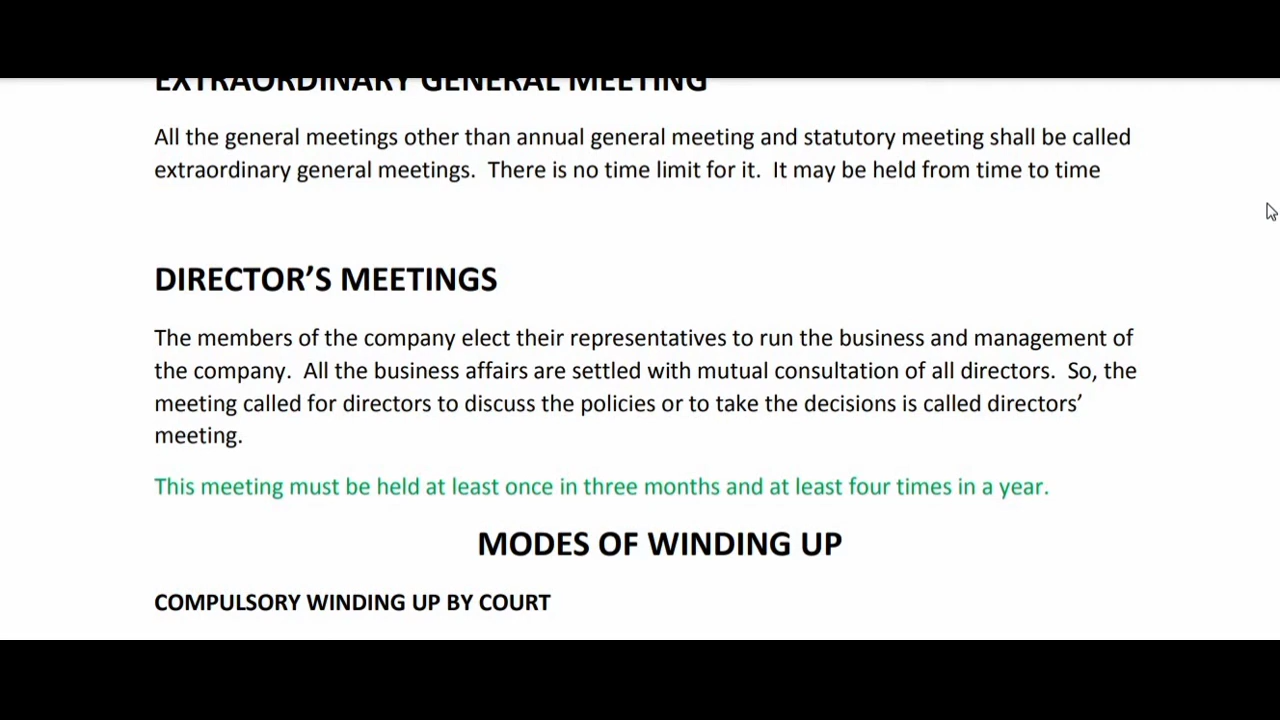 EXTRAORDINARY GENERAL MEETING
All the general meetings other than annual general meeting and statutory meeting shall be called
extraordinary general meetings.  There is no time limit for it.  It may be held from time to time
DIRECTOR’S MEETINGS
The members of the company elect their representatives to run the business and management of
the company.  All the business affairs are settled with mutual consultation of all directors.  So, the
meeting called for directors to discuss the policies or to take the decisions is called directors’
meeting.
This meeting must be held at least once in three months and at least four times in a year.
MODES OF WINDING UP
COMPULSORY WINDING UP BY COURT